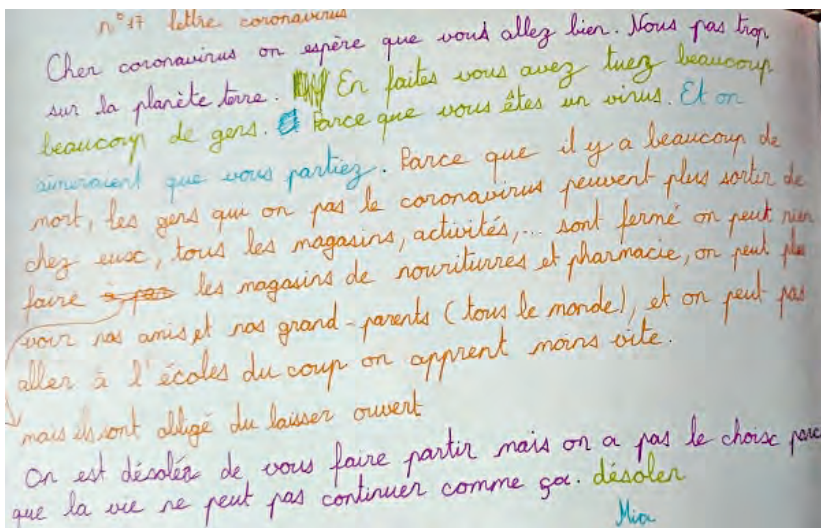 n°17 lettre coronavirus
Cher coronavirus on espère que vous allez bien. Nous pas trop
sur la planète terre. En faites vous avez tuez beaucoup
beaucoup de gens. Parce que vous êtes un virus. Et on
aimeraient que vous partiez. Parce que il y a beaucoup de
mort, les gens qui on pas le coronavirus peuvent plus sortir de
chez eusc, tous les magasins, activités,... sont fermé on peut rien
faire les magasins de nouriturres et pharmacie, on peut plu
voir nos amis et nos grand-parents (tous le monde), et on peut pas
aller à l'écoles du coup on apprent moins vite.
mais ils sont obligé du laisser ouvert
On est désolér de vous faire partir mais on a pas le choisc parc
que la vie ne peut pas continuer comme ça. désoler
Mia